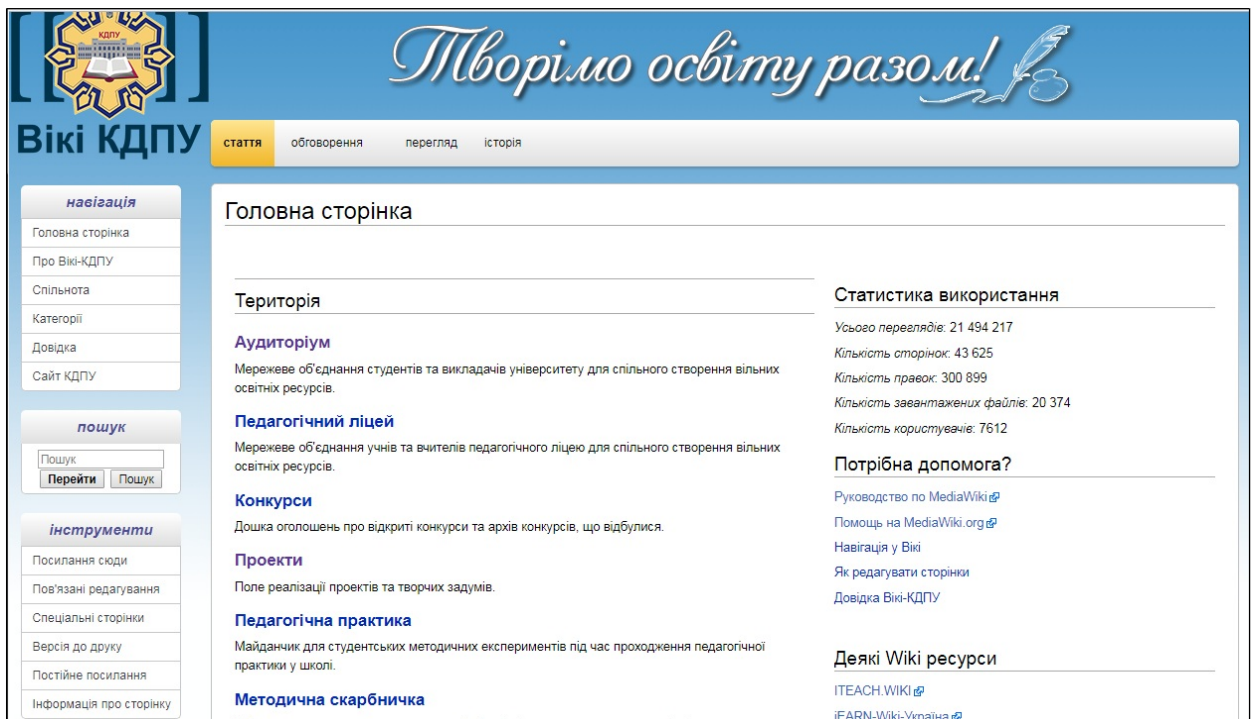 КДПУ
Творімо освіту разом!
Вікі КДПУ
стаття обговорення перегляд історія
навігація
Головна сторінка
Про Вікі-КДПУ
Спільнота
Категорії
Довідка
Сайт КДПУ
пошук
Пошук
Перейти Пошук
інструменти
Посилання сюди
Пов'язані редагування
Спеціальні сторінки
Версія до друку
Постійне посилання
Інформація про сторінку
Головна сторінка
Територія
Аудиторіум
Мережеве об'єднання студентів та викладачів університету для спільного створення вільних
освітніх ресурсів.
Педагогічний ліцей
Мережеве об'єднання учнів та вчителів педагогічного ліцею для спільного створення вільних
освітніх ресурсів.
Конкурси
Дошка оголошень про відкриті конкурси та архів конкурсів, що відбулися.
Проекти
Поле реалізації проектів та творчих задумів.
Педагогічна практика
Майданчик для студентських методичних експериментів під час проходження педагогічної
практики у школі.
Методична скарбничка
Статистика використання
Усього переглядів: 21 494 217
Кількість сторінок: 43 625
Кількість правок: 300 899
Кількість завантажених файлів: 20 374
Кількість користувачів: 7612
Потрібна допомога?
Руководство по MediaWiki
Помощь на MediaWiki.org
Навігація у Вікі
Як редагувати сторінки
Довідка Вікі-КДПУ
Деякі Wiki ресурси
ITEACH.WIKI
iEARN-Wiki-Україна